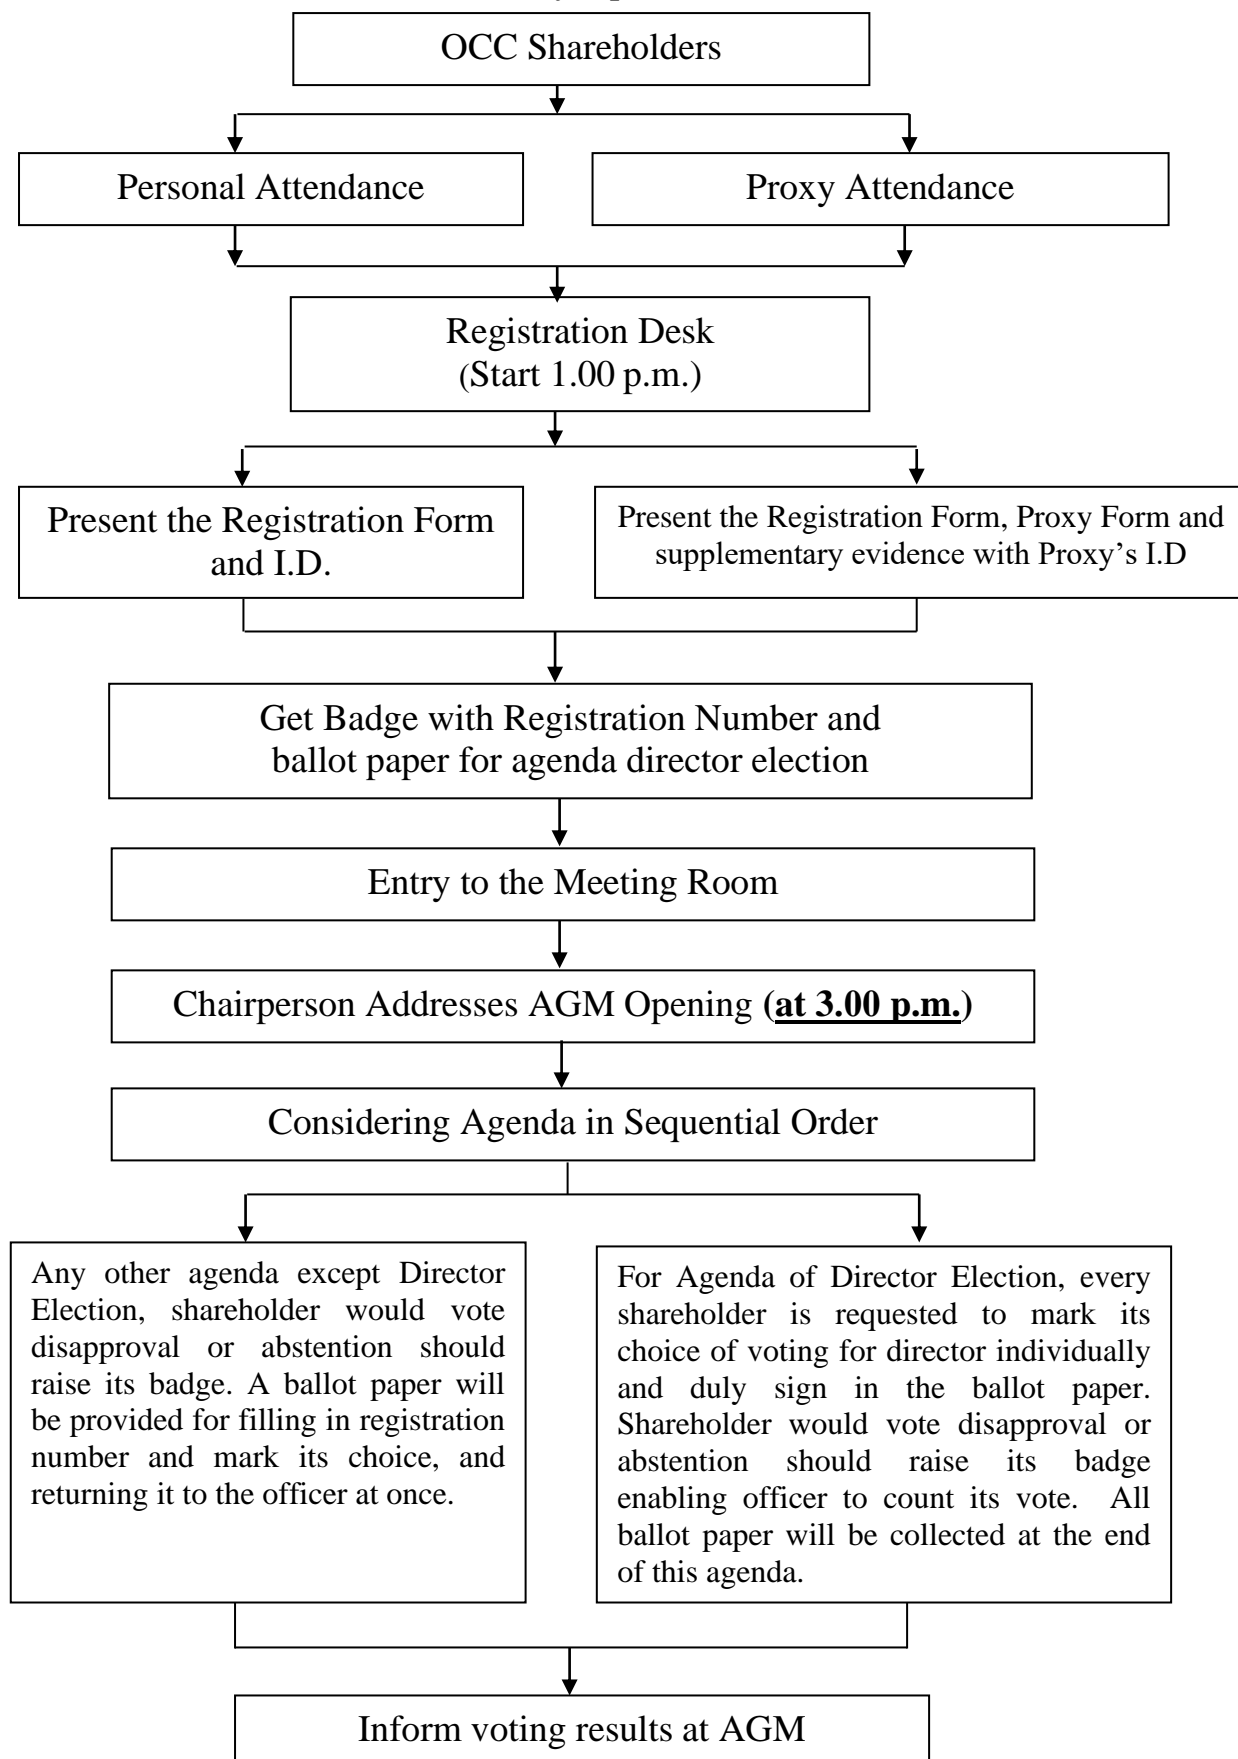 OCC Shareholders
Personal Attendance
Proxy Attendance
Registration Desk
(Start 1.00 p.m.)
Present the Registration Form
and I.D.
Present the Registration Form, Proxy Form and
supplementary evidence with Proxy’s I.D
Get Badge with Registration Number and
ballot paper for agenda director election
Entry to the Meeting Room
Chairperson Addresses AGM Opening (at 3.00 p.m.)
Considering Agenda in Sequential Order
Any other agenda except Director
Election, shareholder would vote
disapproval or abstention should
raise its badge. A ballot paper will
be provided for filling in registration
number and mark its choice, and
returning it to the officer at once.
For Agenda of Director Election, every
shareholder is requested to mark its
choice of voting for director individually
and duly sign in the ballot paper.
Shareholder would vote disapproval or
abstention should raise its badge
enabling officer to count its vote. All
ballot paper will be collected at the end
of this agenda.
Inform voting results at AGM